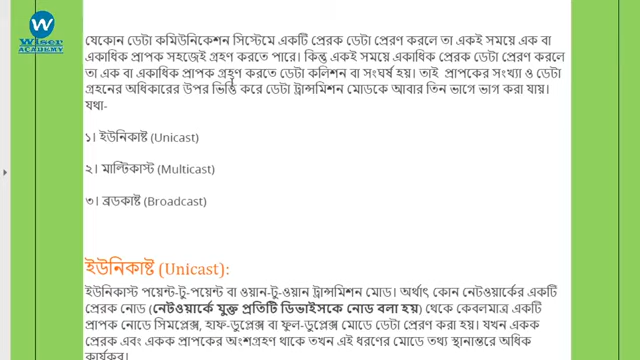 W
Wiser
ACADEMY
যেকোন ডেটা কমিউনিকেশন সিস্টেমে একটি প্রেরক ডেটা প্রেরণ করলে তা একই সময়ে এক বা
একাধিক প্রাপক সহজেই গ্রহণ করতে পারে। কিন্তু একই সময়ে একাধিক প্রেরক ডেটা প্রেরণ করলে
তা এক বা একাধিক প্রাপক গ্রহণ করতে ডেটা কলিশন বা সংঘর্ষ হয়। তাই প্রাপকের সংখ্যা ও ডেটা
গ্রহনের অধিকারের উপর ভিত্তি করে ডেটা ট্রান্সমিশন মোডকে আবার তিন ভাগে ভাগ করা যায়।
যথা-
১। ইউনিকাষ্ট (Unicast)
২। মাল্টিকাস্ট (Multicast)
৩। ব্রডকাষ্ট (Broadcast)
ইউনিকাষ্ট (Unicast):
ইউনিকাস্ট পয়েন্ট-টু-পয়েন্ট বা ওয়ান-টু-ওয়ান ট্রান্সমিশন মোড। অর্থাৎ কোন নেটওয়ার্কের একটি
প্রেরক নোড (নেটওয়ার্কে যুক্ত প্রতিটি ডিভাইসকে নোড বলা হয়) থেকে কেবলমাত্র একটি
প্রাপক নোডে সিমপ্লেক্স, হাফ-ডুপ্লেক্স বা ফুল-ডুপ্লেক্স মোডে ডেটা প্রেরণ করা হয়। যখন একক
প্রেরক এবং একক প্রাপকের অংশগ্রহণ থাকে তখন এই ধরণের মোডে তথ্য স্থানান্তরে অধিক
কার্যকর।